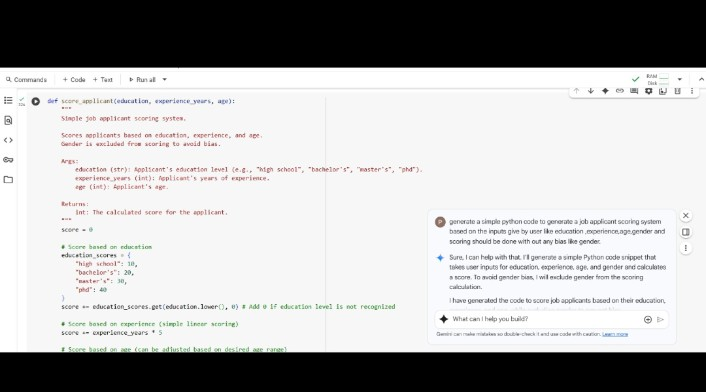 Commands + Code + Text Run all
RAM
Disk
def score_applicant(education, experience_years, age):
"""
Simple job applicant scoring system.
Scores applicants based on education, experience, and age.
Gender is excluded from scoring to avoid bias.
Args:
education (str): Applicant's education level (e.g., "high school", "bachelor's", "master's", "phd").
experience_years (int): Applicant's years of experience.
age (int): Applicant's age.
Returns:
int: The calculated score for the applicant.
"""
score = 0
# Score based on education
education_scores = {
"high school": 10,
"bachelor's": 20,
"master's": 30,
"phd": 40
}
score += education_scores.get(education.lower(), 0) # Add 0 if education level is not recognized
# Score based on experience (simple linear scoring)
score += experience_years * 5
# Score based on age (can be adjusted based on desired age range)
P generate a simple python code to generate a job applicant scoring system
based on the inputs give by user like education ,experience,age,gender and
scoring should be done with out any bias like gender.
Sure, I can help with that. I'll generate a simple Python code snippet that
takes user inputs for education, experience, age, and gender and calculates
a score. To avoid gender bias, I will exclude gender from the scoring
calculation.
I have generated the code to score job applicants based on their education,
What can I help you build?
Gemini can make mistakes so double-check it and use code with caution. Learn more